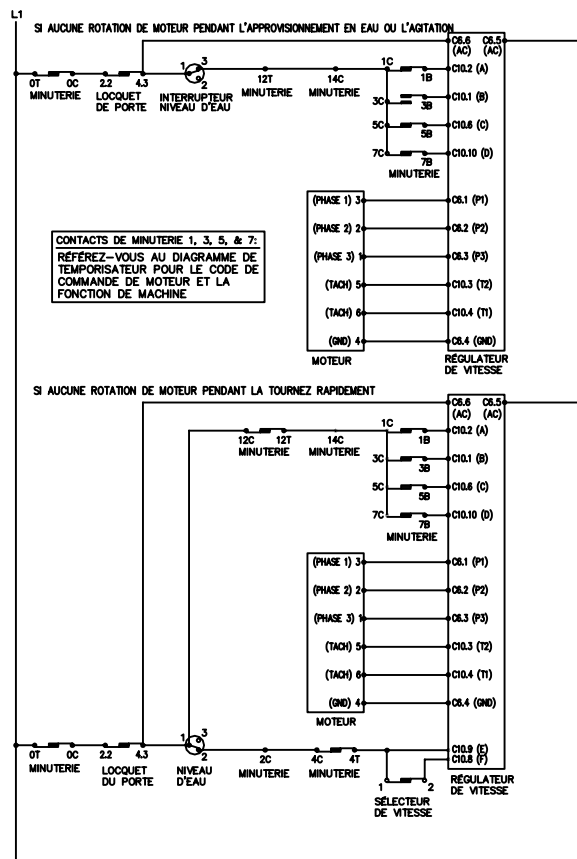 L1
SI AUCUNE ROTATION DE MOTEUR PENDANT L'APPROVISIONNEMENT EN EAU OU L'AGITATION
C6.6 C6.5
(AC) (AC)
3
1
2
1C
1B
C10.2 (A)
0T 0C
2.2 4.3
12T
14C
MINUTERIE
LOCQUET
DE PORTE
INTERRUPTEUR
NIVEAU D'EAU
MINUTERIE
MINUTERIE
3C
3B
C10.1 (B)
5C
5B
C10.6 (C)
7C
7B
C10.10 (D)
MINUTERIE
(PHASE 1) 3
C6.1 (P1)
(PHASE 2) 2
C6.2 (P2)
(PHASE 3) 1
C6.3 (P3)
(TACH) 5
C10.3 (T2)
(TACH) 6
C10.4 (T1)
(GND) 4
C6.4 (GND)
MOTEUR
RÉGULATEUR
DE VITESSE
CONTACTS DE MINUTERIE 1, 3, 5, & 7:
RÉFÉREZ-VOUS AU DIAGRAMME DE
TEMPORISATEUR POUR LE CODE DE
COMMANDE DE MOTEUR ET LA
FONCTION DE MACHINE
SI AUCUNE ROTATION DE MOTEUR PENDANT LA TOURNEZ RAPIDEMENT
C6.6 C6.5
(AC) (AC)
1C
1B
C10.2 (A)
12C 12T
14C
MINUTERIE
MINUTERIE
3C
3B
C10.1 (B)
5C
5B
C10.6 (C)
7C
7B
C10.10 (D)
MINUTERIE
(PHASE 1) 3
C6.1 (P1)
(PHASE 2) 2
C6.2 (P2)
(PHASE 3) 1
C6.3 (P3)
(TACH) 5
C10.3 (T2)
(TACH) 6
C10.4 (T1)
(GND) 4
C6.4 (GND)
MOTEUR
3
1
2
C10.9 (E)
C10.8 (F)
0T 0C
2.2 4.3
2C
4C 4T
MINUTERIE
LOCQUET
DU PORTE
NIVEAU
D'EAU
MINUTERIE
MINUTERIE
1 2
SÉLECTEUR
DE VITESSE
RÉGULATEUR
DE VITESSE